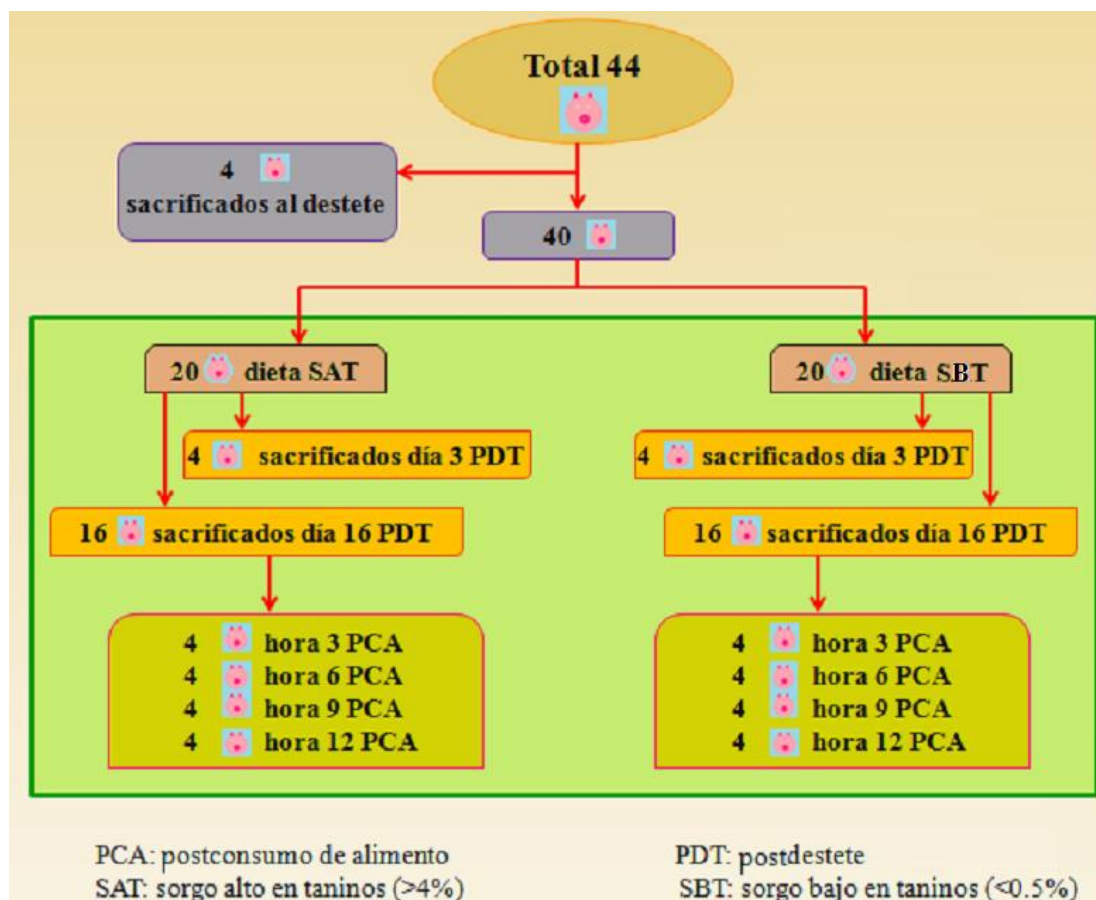 Total 44
4
sacrificados al destete
40
20 dieta SAT
20 dieta SBT
4 sacrificados día 3 PDT
4 sacrificados día 3 PDT
16 sacrificados día 16 PDT
16 sacrificados día 16 PDT
4 hora 3 PCA
4 hora 6 PCA
4 hora 9 PCA
4 hora 12 PCA
4 hora 3 PCA
4 hora 6 PCA
4 hora 9 PCA
4 hora 12 PCA
PCA: postconsumo de alimento
SAT: sorgo alto en taninos (>4%)
PDT: postdestete
SBT: sorgo bajo en taninos (<0.5%)